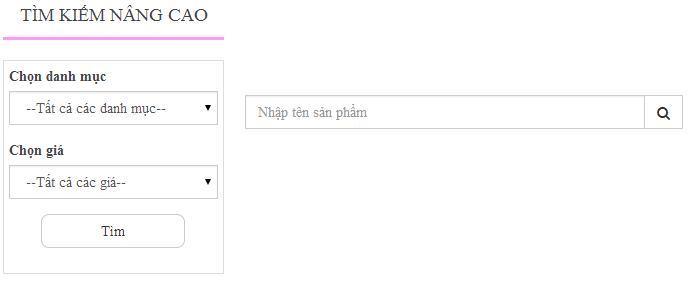 TÌM KIẾM NÂNG CAO
Chọn danh mục
--Tất cả các danh mục--
Chọn giá
--Tất cả các giá--
Tìm
Nhập tên sản phẩm